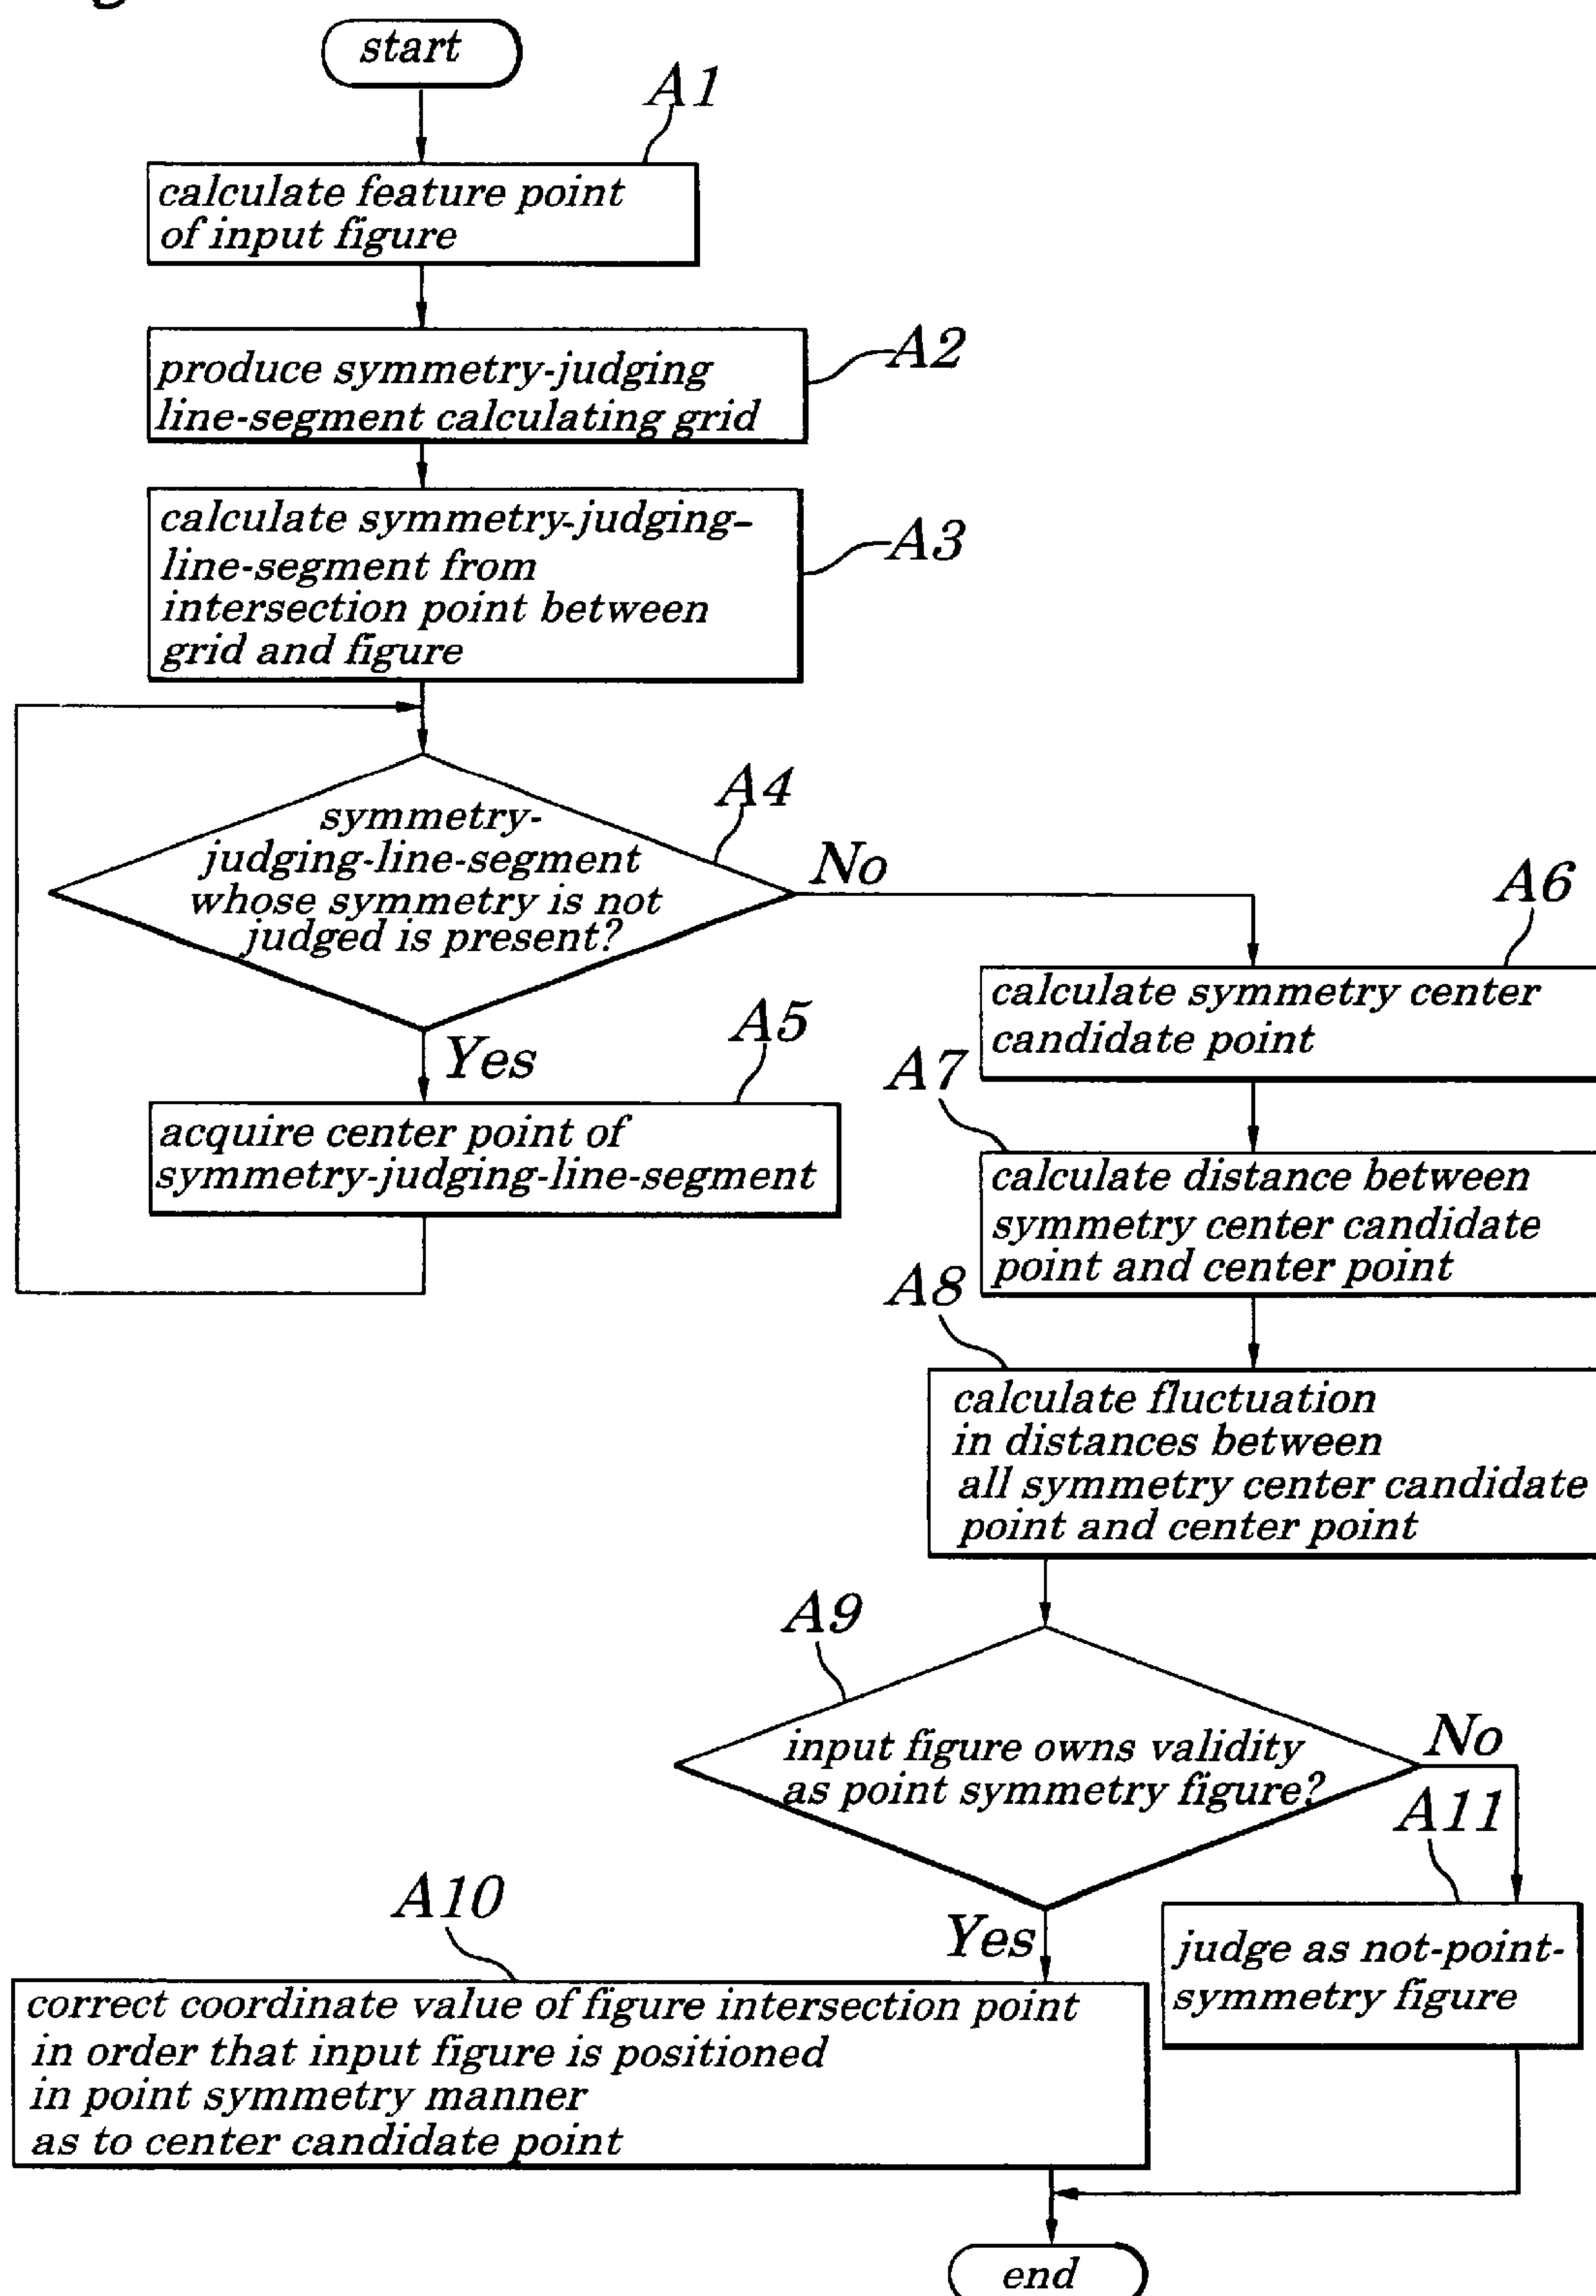 start
A1
calculate feature point
of input figure
A2
produce symmetry-judging
line-segment calculating grid
A3
calculate symmetry-judging-
line-segment from
intersection point between
grid and figure
A4
symmetry-
judging-line-segment
whose symmetry is not
judged is present?
No
Yes
A5
acquire center point of
symmetry-judging-line-segment
A6
calculate symmetry center
candidate point
A7
calculate distance between
symmetry center candidate
point and center point
A8
calculate fluctuation
in distances between
all symmetry center candidate
point and center point
A9
input figure owns validity
as point symmetry figure?
No
Yes
A11
judge as not-point-
symmetry figure
A10
correct coordinate value of figure intersection point
in order that input figure is positioned
in point symmetry manner
as to center candidate point
end